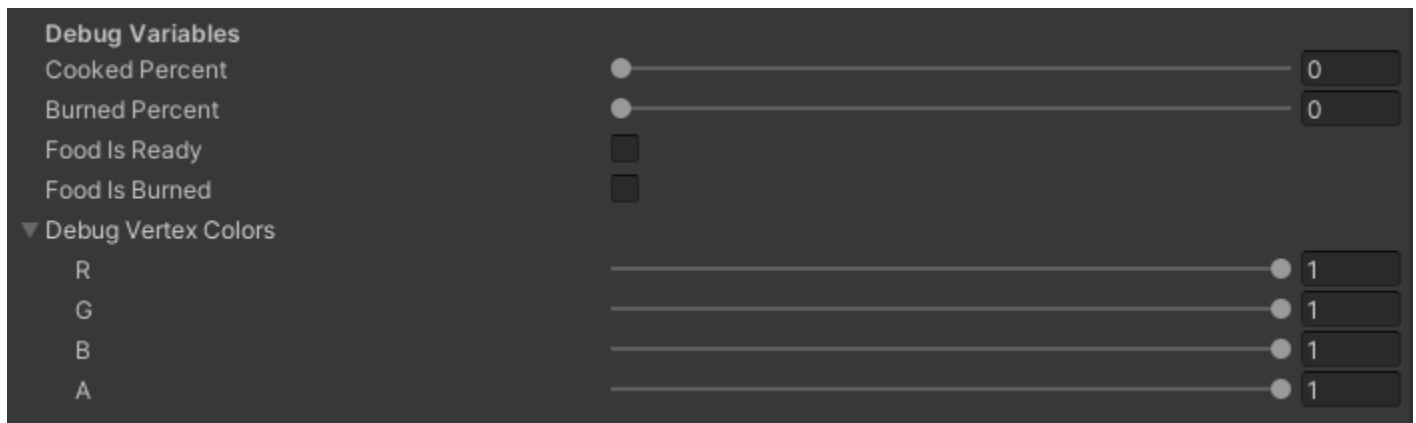 Debug Variables
Cooked Percent 0
Burned Percent 0
Food Is Ready
Food Is Burned
Debug Vertex Colors
R 1
G 1
B 1
A 1